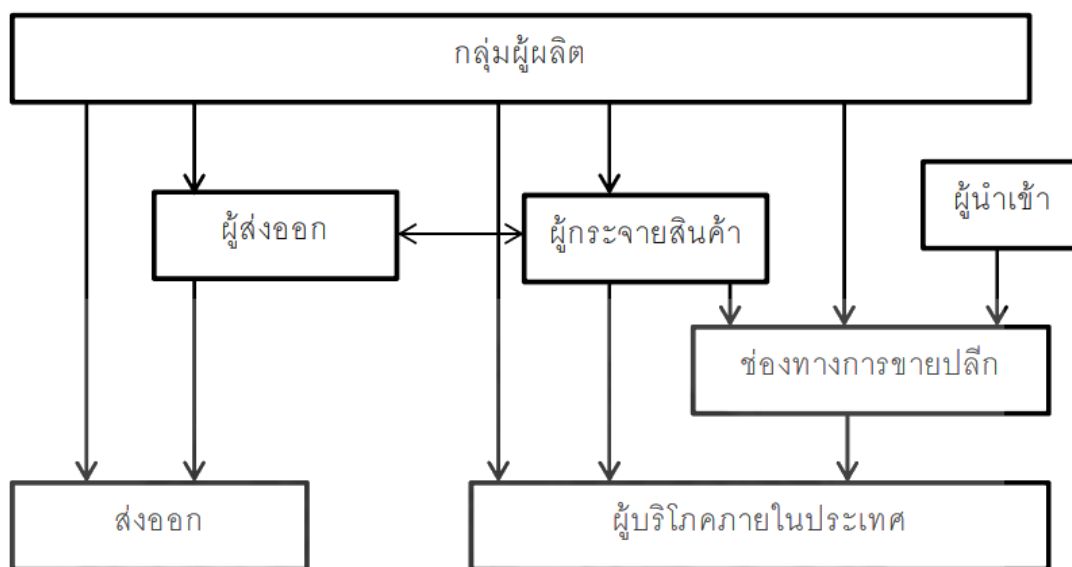 กลุ่มผู้ผลิต
ผู้นำเข้า
ผู้ส่งออก
ผู้กระจายสินค้า
ช่องทางการขายปลีก
ส่งออก
ผู้บริโภคภายในประเทศ